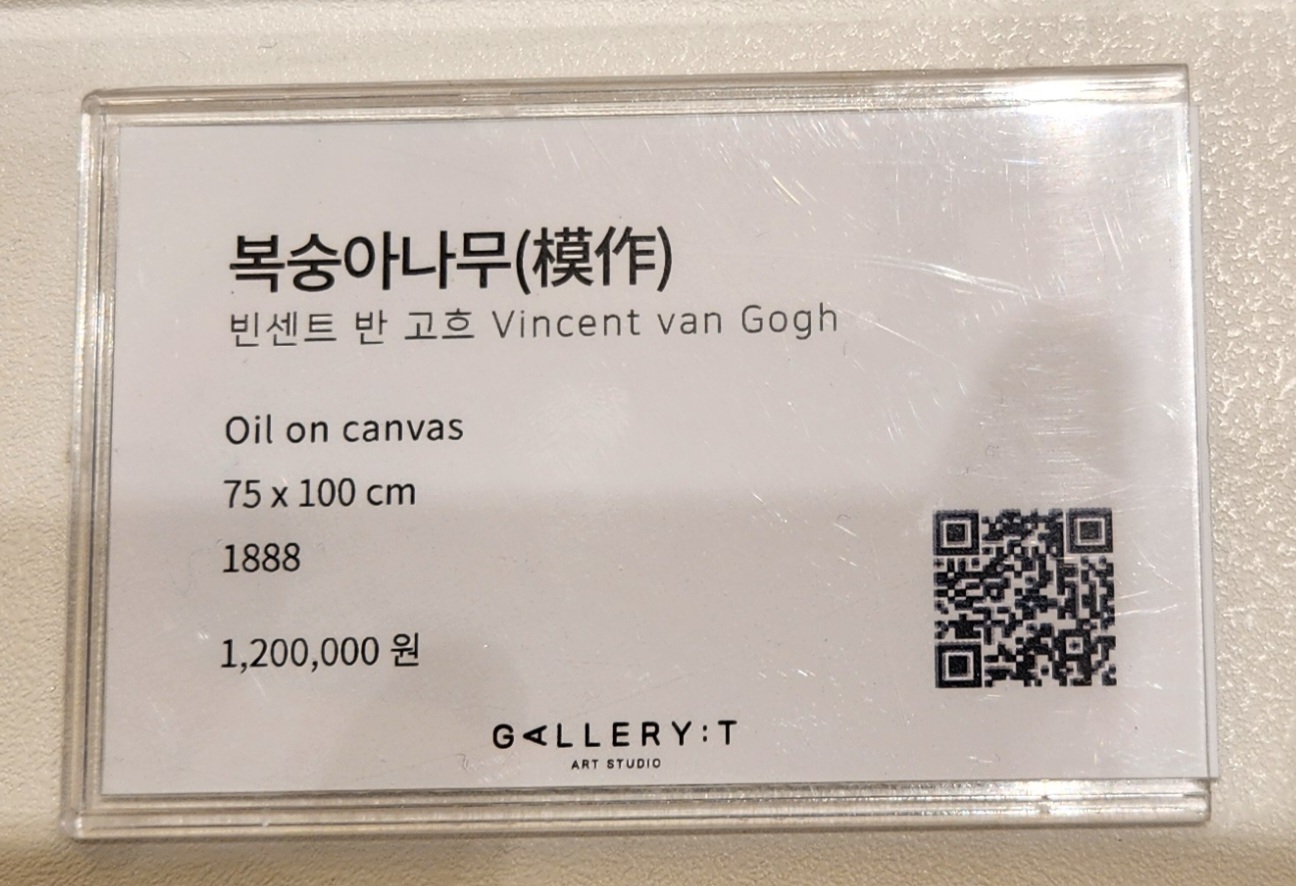 복숭아나무(模作)
빈센트 반 고흐 Vincent van Gogh
Oil on canvas
75 x 100 cm
1888
1,200,000 원
GALLERY:T
ART STUDIO